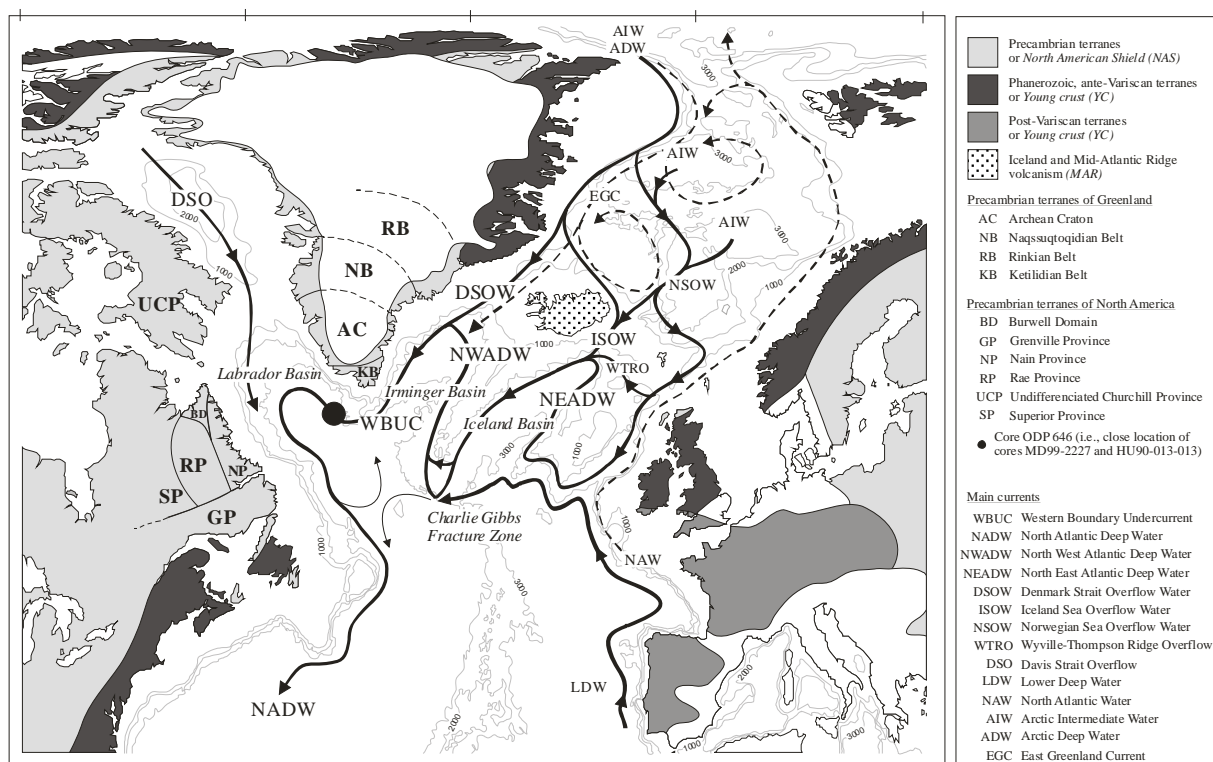 AIW
ADW
3000
AIW
3000
DSO
2000
1000
EGC
AIW
3000
RB
NB
2000
1000
NSOW
DSOW
UCP
AC
1000
ISOW
NWADW
KB
WTRO
Labrador Basin
Irminger Basin
NEADW
BD
WBUC
Iceland Basin
3000
1000
RP
NP
SP
GP
Charlie Gibbs
Fracture Zone
1000
1000
NAW
3000
LDW
2000
NADW
2000
1000
3000
Precambrian terranes
or North American Shield (NAS)
Phanerozoic, ante-Variscan terranes
or Young crust (YC)
Post-Variscan terranes
or Young crust (YC)
Iceland and Mid-Atlantic Ridge
volcanism (MAR)
Precambrian terranes of Greenland
AC Archean Craton
NB Naqssuqtoqidian Belt
RB Rinkian Belt
KB Ketilidian Belt
Precambrian terranes of North America
BD Burwell Domain
GP Grenville Province
NP Nain Province
RP Rae Province
UCP Undifferenciated Churchill Province
SP Superior Province
Core ODP 646 (i.e., close location of
cores MD99-2227 and HU90-013-013)
Main currents
WBUC Western Boundary Undercurrent
NADW North Atlantic Deep Water
NWADW North West Atlantic Deep Water
NEADW North East Atlantic Deep Water
DSOW Denmark Strait Overflow Water
ISOW Iceland Sea Overflow Water
NSOW Norwegian Sea Overflow Water
WTRO Wyville-Thompson Ridge Overflow
DSO Davis Strait Overflow
LDW Lower Deep Water
NAW North Atlantic Water
AIW Arctic Intermediate Water
ADW Arctic Deep Water
EGC East Greenland Current